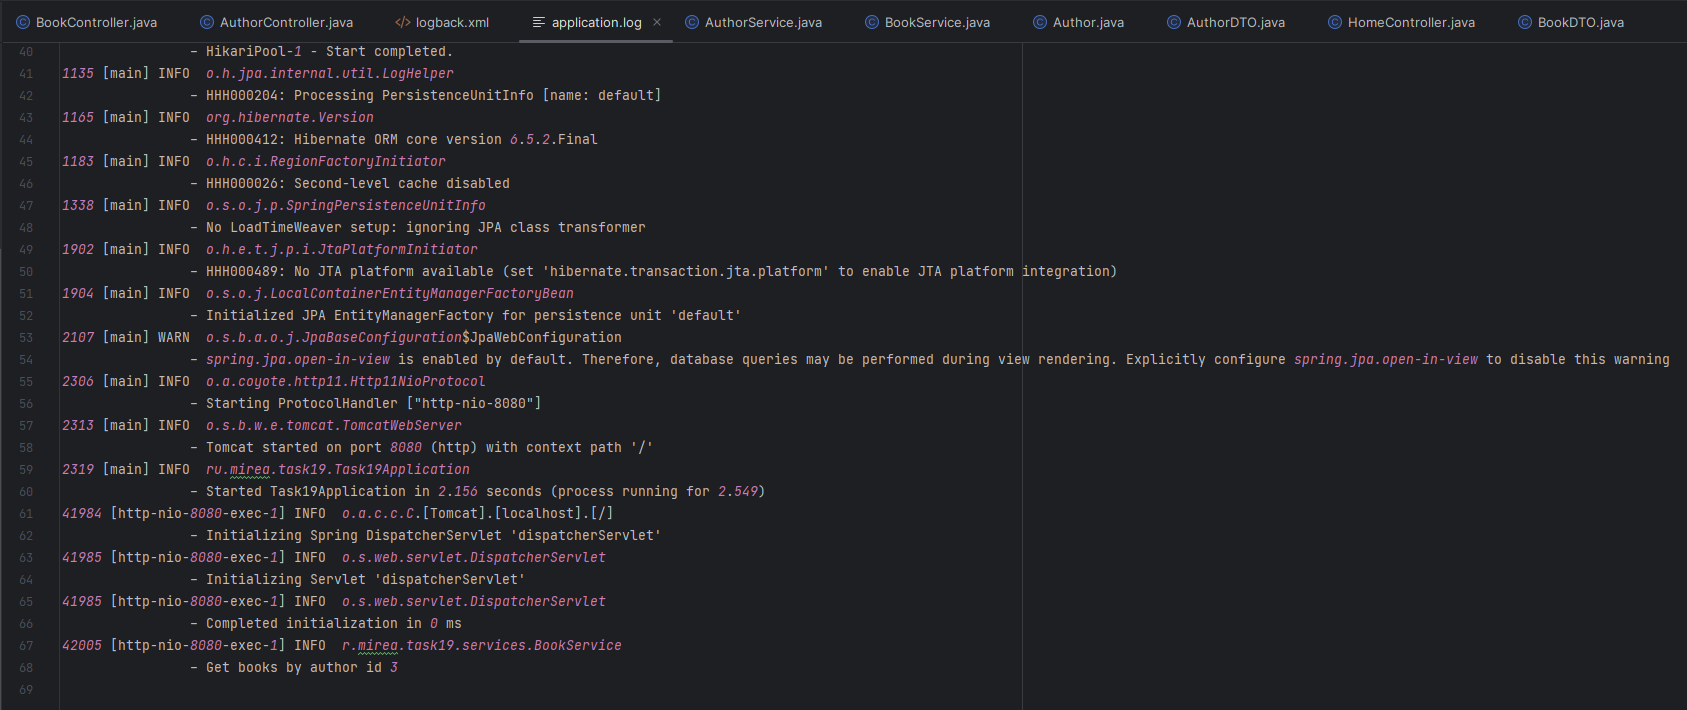 BookController.java AuthorController.java logback.xml application.log AuthorService.java BookService.java Author.java AuthorDTO.java HomeController.java BookDTO.java
40 - HikariPool-1 - Start completed.
41 1135 [main] INFO o.h.jpa.internal.util.LogHelper
42 - HHH000204: Processing PersistenceUnitInfo [name: default]
43 1165 [main] INFO org.hibernate.Version
44 - HHH000412: Hibernate ORM core version 6.5.2.Final
45 1183 [main] INFO o.h.c.i.RegionFactoryInitiator
46 - HHH000026: Second-level cache disabled
47 1338 [main] INFO o.s.o.j.p.SpringPersistenceUnitInfo
48 - No LoadTimeWeaver setup: ignoring JPA class transformer
49 1902 [main] INFO o.h.e.t.j.p.i.JtaPlatformInitiator
50 - HHH000489: No JTA platform available (set 'hibernate.transaction.jta.platform' to enable JTA platform integration)
51 1904 [main] INFO o.s.o.j.LocalContainerEntityManagerFactoryBean
52 - Initialized JPA EntityManagerFactory for persistence unit 'default'
53 2107 [main] WARN o.s.b.a.o.j.JpaBaseConfiguration$JpaWebConfiguration
54 - spring.jpa.open-in-view is enabled by default. Therefore, database queries may be performed during view rendering. Explicitly configure spring.jpa.open-in-view to disable this warning
55 2306 [main] INFO o.a.coyote.http11.Http11NioProtocol
56 - Starting ProtocolHandler ["http-nio-8080"]
57 2313 [main] INFO o.s.b.w.e.tomcat.TomcatWebServer
58 - Tomcat started on port 8080 (http) with context path '/'
59 2319 [main] INFO ru.mirea.task19.Task19Application
60 - Started Task19Application in 2.156 seconds (process running for 2.549)
61 41984 [http-nio-8080-exec-1] INFO o.a.c.c.C.[Tomcat].[localhost].[/]
62 - Initializing Spring DispatcherServlet 'dispatcherServlet'
63 41985 [http-nio-8080-exec-1] INFO o.s.web.servlet.DispatcherServlet
64 - Initializing Servlet 'dispatcherServlet'
65 41985 [http-nio-8080-exec-1] INFO o.s.web.servlet.DispatcherServlet
66 - Completed initialization in 0 ms
67 42005 [http-nio-8080-exec-1] INFO r.mirea.task19.services.BookService
68 - Get books by author id 3
69